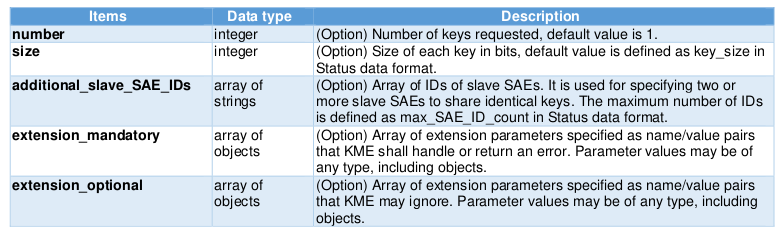 Items Data type Description
number integer (Option) Number of keys requested, default value is 1.
size integer (Option) Size of each key in bits, default value is defined as key_size in
Status data format.
additional_slave_SAE_IDs array of (Option) Array of IDs of slave SAEs. It is used for specifying two or
strings more slave SAEs to share identical keys. The maximum number of IDs
is defined as max_SAE_ID_count in Status data format.
extension_mandatory array of (Option) Array of extension parameters specified as name/value pairs
objects that KME shall handle or return an error. Parameter values may be of
any type, including objects.
extension_optional array of (Option) Array of extension parameters specified as name/value pairs
objects that KME may ignore. Parameter values may be of any type, including
objects.